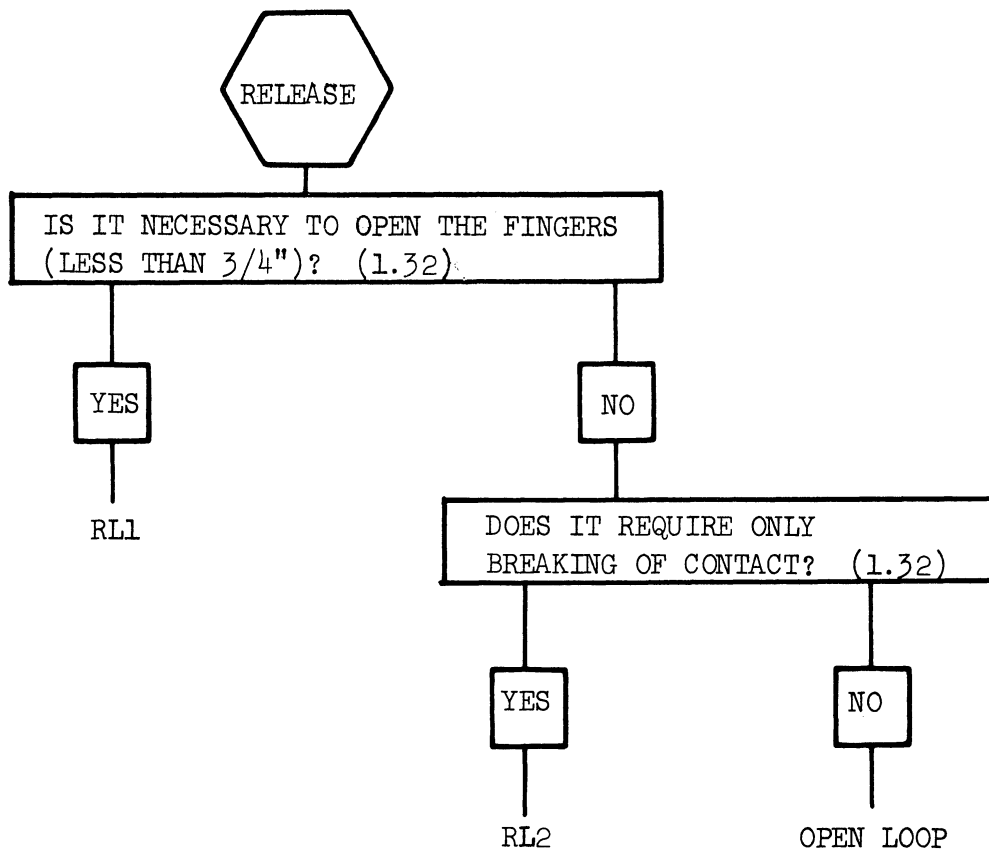 RELEASE
IS IT NECESSARY TO OPEN THE FINGERS
(LESS THAN 3/4")? (1.32)
YES
NO
RL1
DOES IT REQUIRE ONLY
BREAKING OF CONTACT? (1.32)
YES
NO
RL2
OPEN LOOP